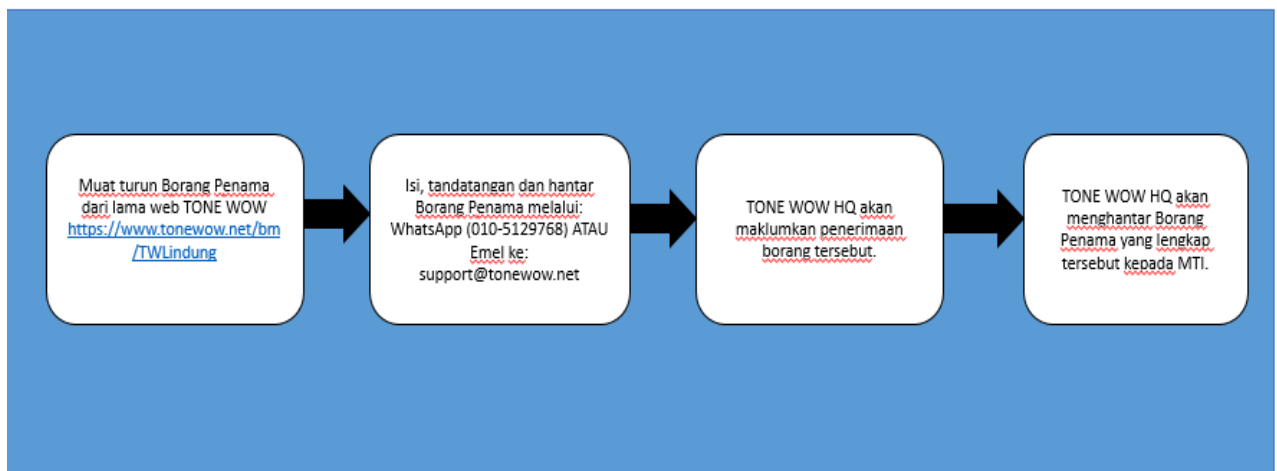 Muat turun Borang Penama
dari lama web TONE WOW
https://www.tonewow.net/bm
/TWLindung
Isi, tandatangan dan hantar
Borang Penama melalui:
WhatsApp (010-5129768) ATAU
Emel ke:
support@tonewow.net
TONE WOW HQ akan
maklumkan penerimaan
borang tersebut.
TONE WOW HQ akan
menghantar Borang
Penama yang lengkap
tersebut kepada MTI.